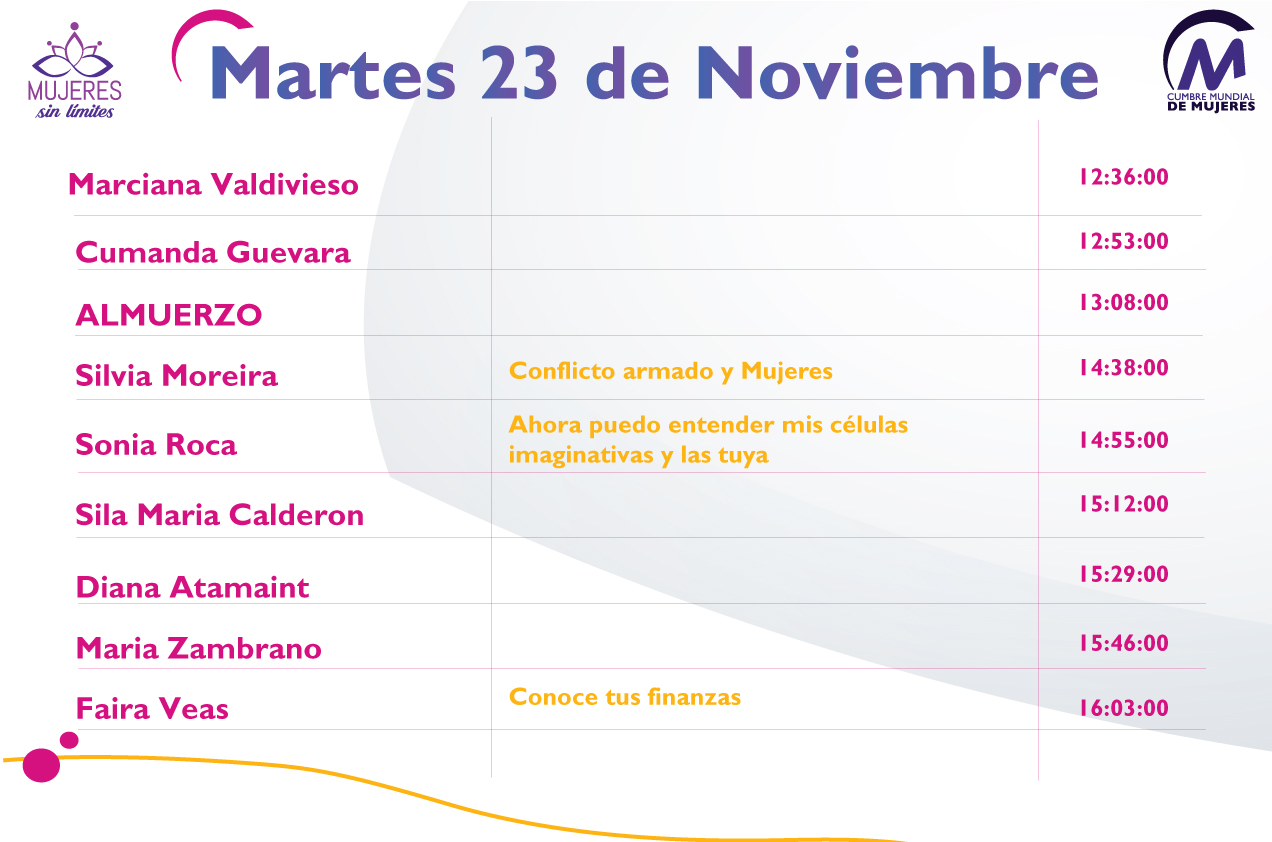 MUJERES
sin límites
Martes 23 de Noviembre
CUMBRE MUNDIAL
DE MUJERES
Marciana Valdivieso 12:36:00
Cumanda Guevara 12:53:00
ALMUERZO 13:08:00
Silvia Moreira Conflicto armado y Mujeres 14:38:00
Sonia Roca Ahora puedo entender mis células
imaginativas y las tuya 14:55:00
Sila Maria Calderon 15:12:00
Diana Atamaint 15:29:00
Maria Zambrano 15:46:00
Faira Veas Conoce tus finanzas 16:03:00